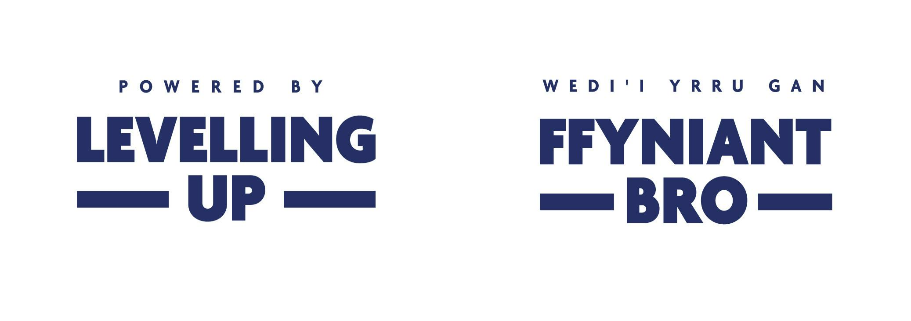 POWERED BY
LEVELLING
UP
WEDI'I YRRU GAN
FFYNIANT
BRO